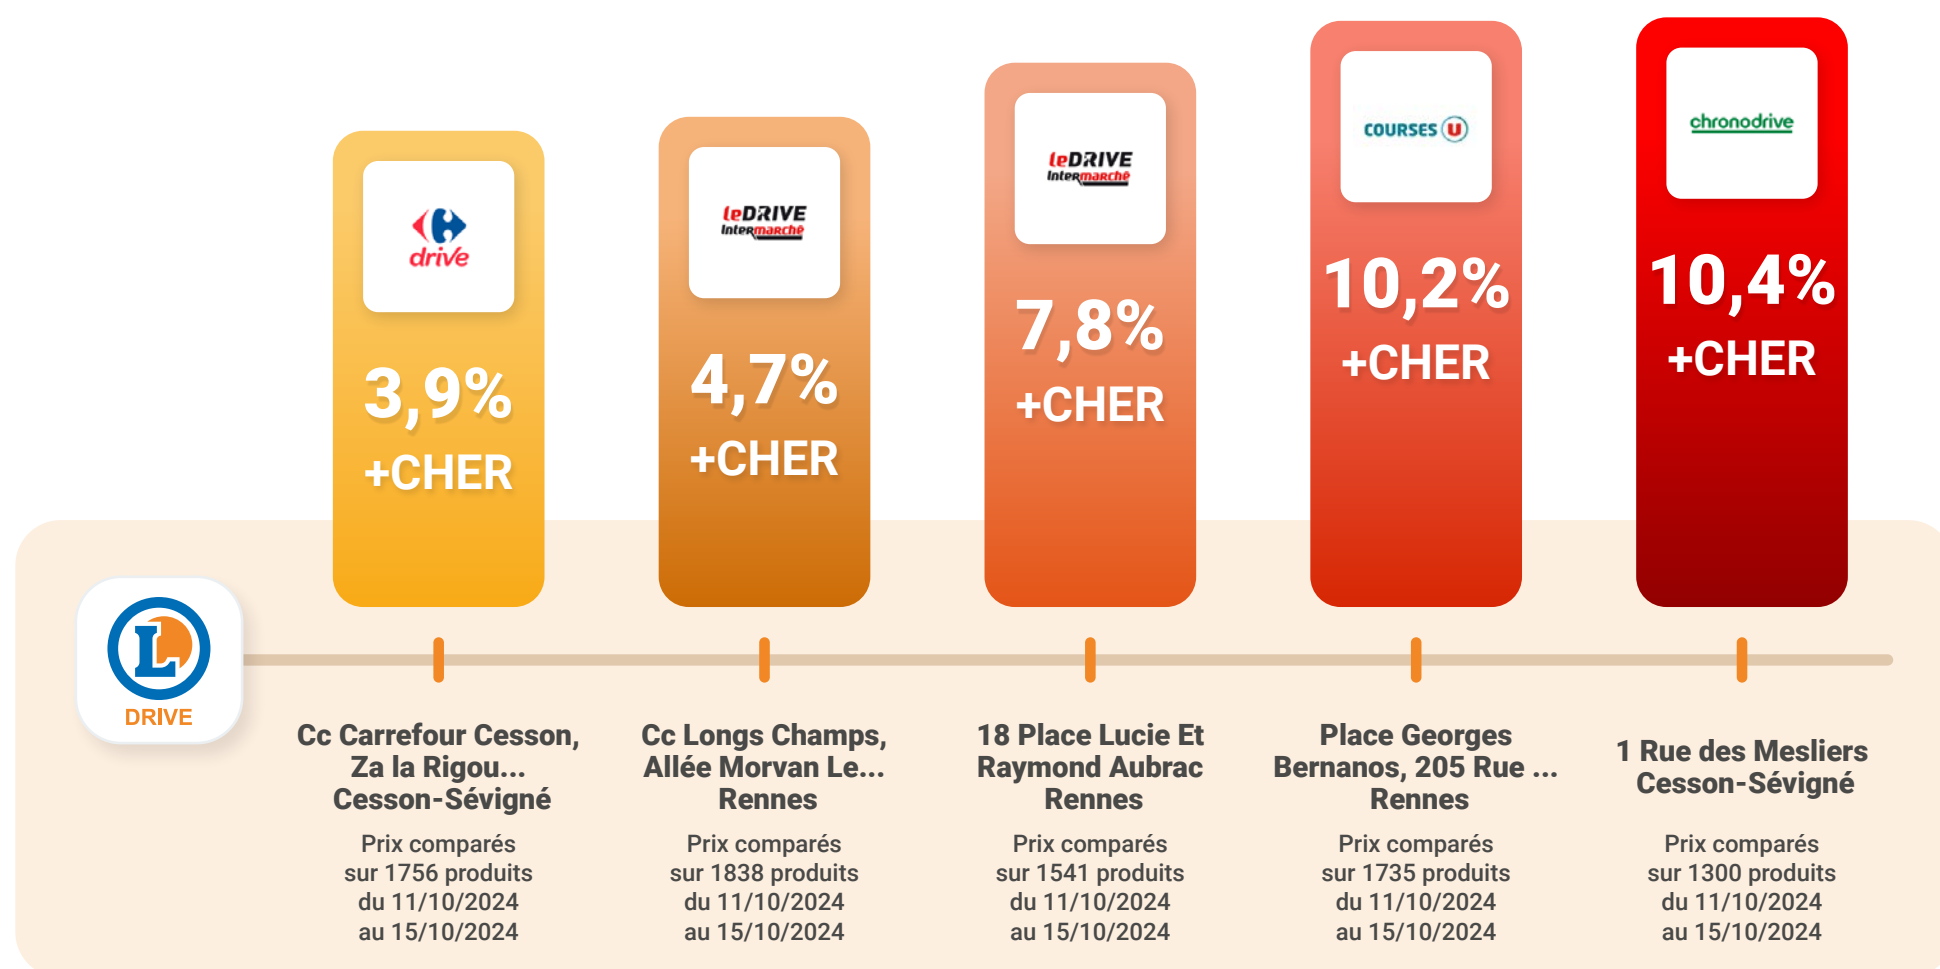 drive
3,9%
+CHER
leDRIVE
Intermarché
4,7%
+CHER
leDRIVE
Intermarché
7,8%
+CHER
COURSES U
10,2%
+CHER
chronodrive
10,4%
+CHER
L
DRIVE
Cc Carrefour Cesson,
Za la Rigou...
Cesson-Sévigné
Prix comparés
sur 1756 produits
du 11/10/2024
au 15/10/2024
Cc Longs Champs,
Allée Morvan Le...
Rennes
Prix comparés
sur 1838 produits
du 11/10/2024
au 15/10/2024
18 Place Lucie Et
Raymond Aubrac
Rennes
Prix comparés
sur 1541 produits
du 11/10/2024
au 15/10/2024
Place Georges
Bernanos, 205 Rue ...
Rennes
Prix comparés
sur 1735 produits
du 11/10/2024
au 15/10/2024
1 Rue des Mesliers
Cesson-Sévigné
Prix comparés
sur 1300 produits
du 11/10/2024
au 15/10/2024